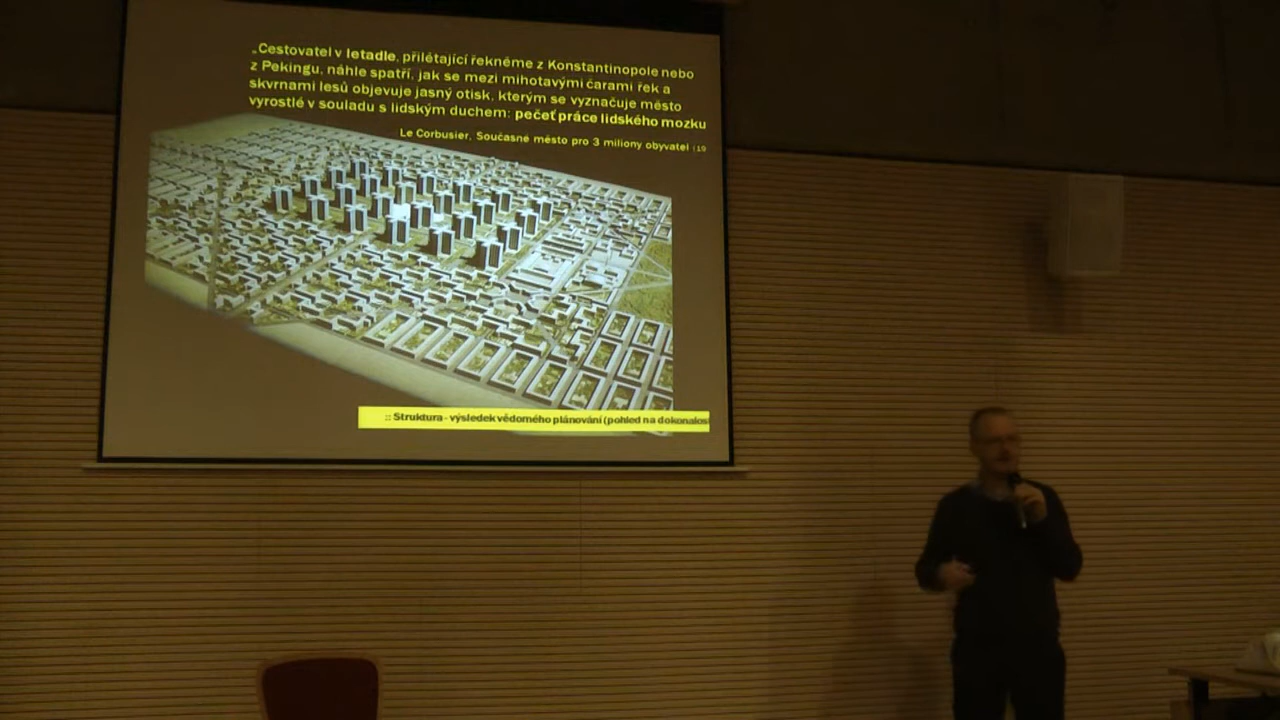 „Cestovatel v letadle, přilétající řekněme z Konstantinopole nebo
z Pekingu, náhle spatří, jak se mezi mihotavými čarami řek a
skvrnami lesů objevuje jasný otisk, kterým se vyznačuje město
vyrostlé v souladu s lidským duchem: pečeť práce lidského mozku
Le Corbusier, Současné město pro 3 miliony obyvatel (19
:: Struktura - výsledek vědomého plánování (pohled na dokonalos